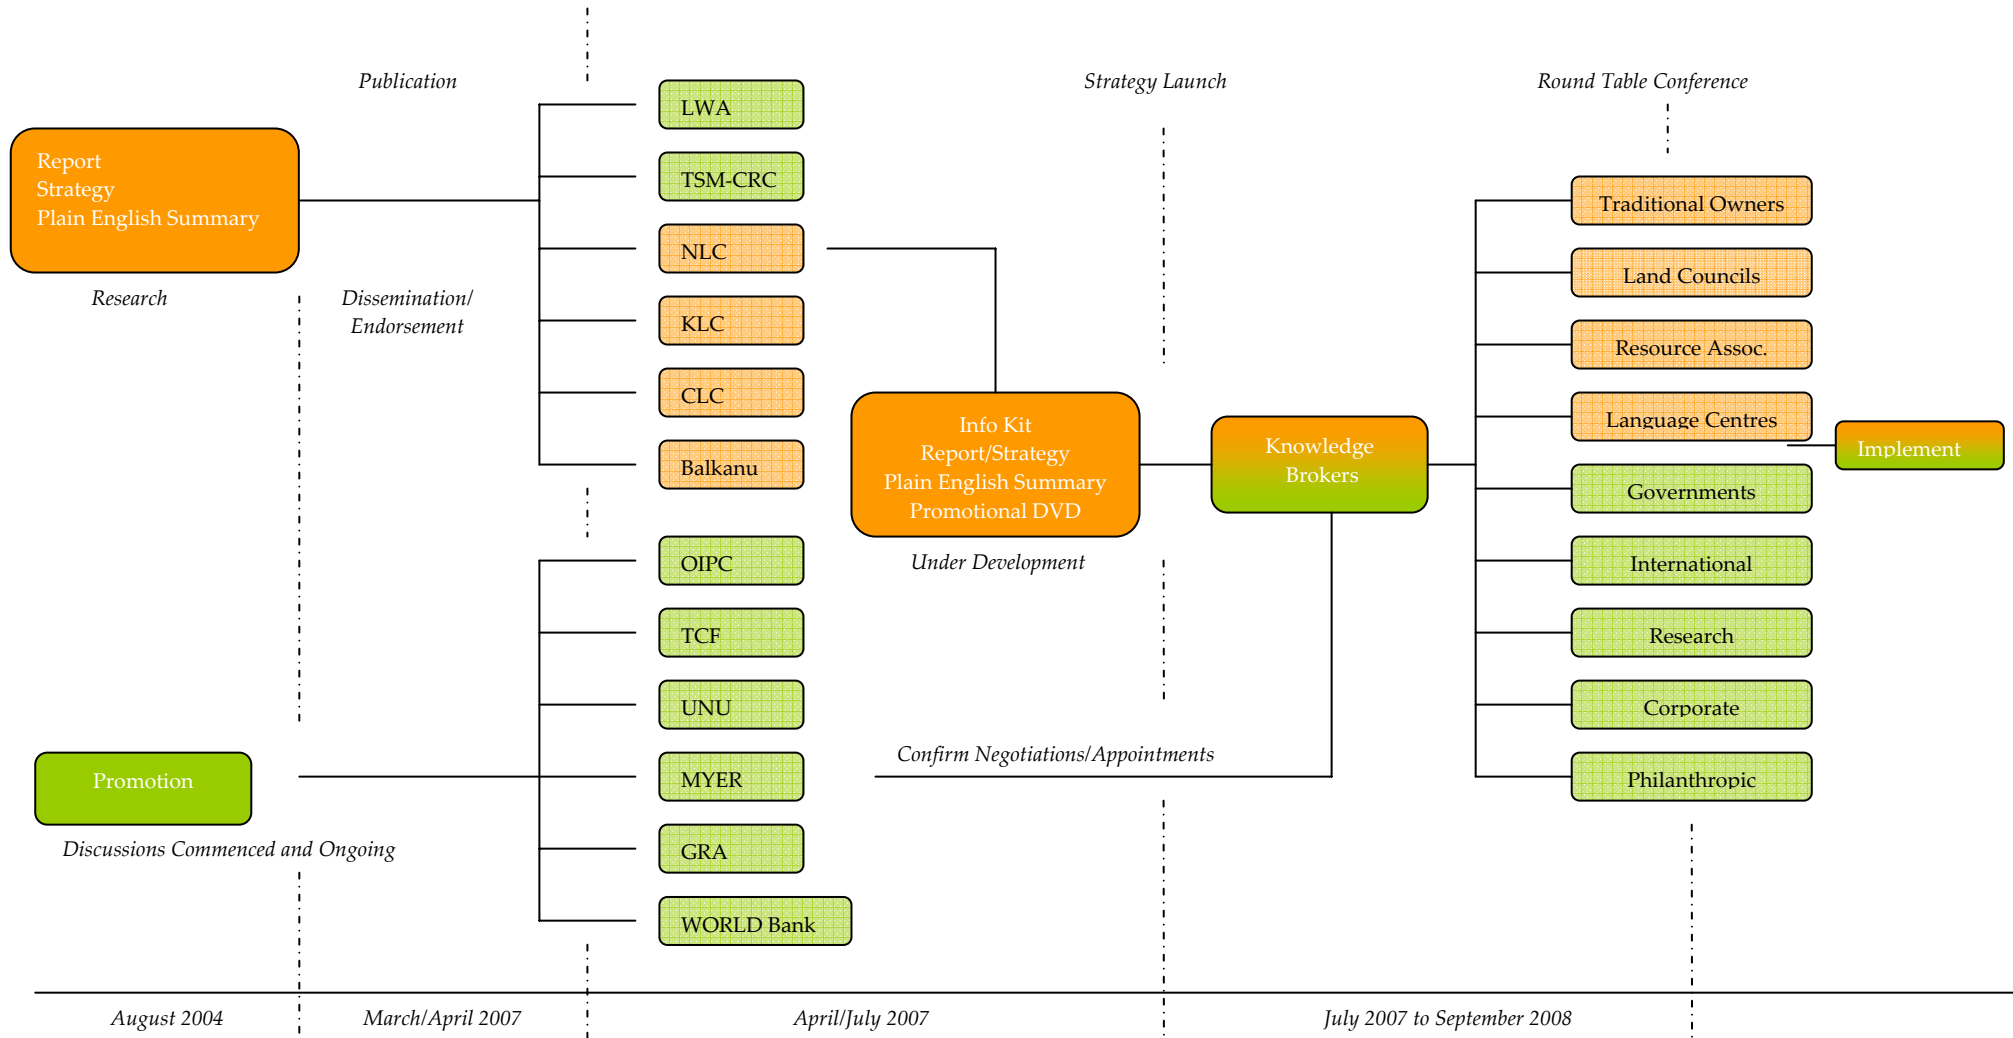 Publication
Strategy Launch
Round Table Conference
Report
Strategy
Plain English Summary
Research
Dissemination/
Endorsement
LWA
TSM-CRC
NLC
KLC
CLC
Balkanu
Info Kit
Report/Strategy
Plain English Summary
Promotional DVD
Under Development
Knowledge
Brokers
Traditional Owners
Land Councils
Resource Assoc.
Language Centres
Implement
Governments
International
Research
Corporate
Philanthropic
Promotion
Discussions Commenced and Ongoing
OIPC
TCF
UNU
MYER
GRA
WORLD Bank
Confirm Negotiations/Appointments
August 2004
March/April 2007
April/July 2007
July 2007 to September 2008